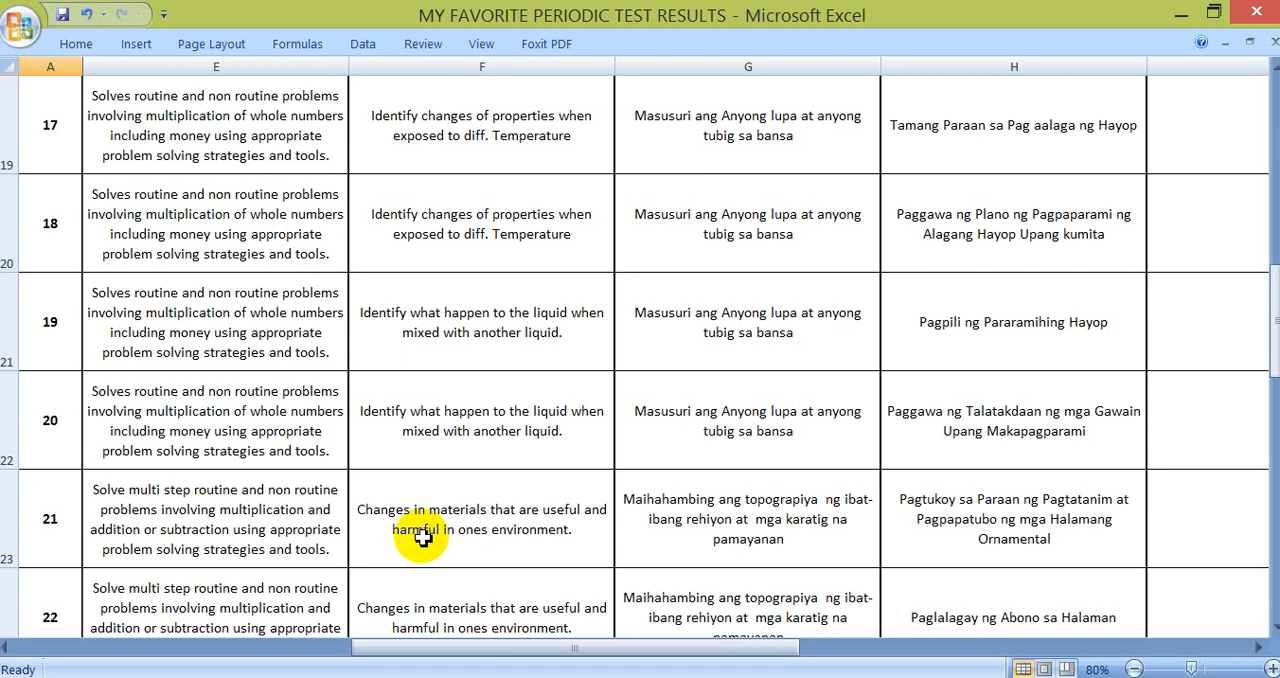 MY FAVORITE PERIODIC TEST RESULTS - Microsoft Excel
Home Insert Page Layout Formulas Data Review View Foxit PDF
A E F G H
19
17
Solves routine and non routine problems
involving multiplication of whole numbers
including money using appropriate
problem solving strategies and tools.
Identify changes of properties when
exposed to diff. Temperature
Masusuri ang Anyong lupa at anyong
tubig sa bansa
Tamang Paraan sa Pag aalaga ng Hayop
20
18
Solves routine and non routine problems
involving multiplication of whole numbers
including money using appropriate
problem solving strategies and tools.
Identify changes of properties when
exposed to diff. Temperature
Masusuri ang Anyong lupa at anyong
tubig sa bansa
Paggawa ng Plano ng Pagpaparami ng
Alagang Hayop Upang kumita
21
19
Solves routine and non routine problems
involving multiplication of whole numbers
including money using appropriate
problem solving strategies and tools.
Identify what happen to the liquid when
mixed with another liquid.
Masusuri ang Anyong lupa at anyong
tubig sa bansa
Pagpili ng Pararamihing Hayop
22
20
Solves routine and non routine problems
involving multiplication of whole numbers
including money using appropriate
problem solving strategies and tools.
Identify what happen to the liquid when
mixed with another liquid.
Masusuri ang Anyong lupa at anyong
tubig sa bansa
Paggawa ng Talatakdaan ng mga Gawain
Upang Makapagparami
23
21
Solve multi step routine and non routine
problems involving multiplication and
addition or subtraction using appropriate
problem solving strategies and tools.
Changes in materials that are useful and
harmful in ones environment.
Maihahambing ang topograpiya ng ibat-
ibang rehiyon at mga karatig na
pamayanan
Pagtukoy sa Paraan ng Pagtatanim at
Pagpapatubo ng mga Halamang
Ornamental
22
Solve multi step routine and non routine
problems involving multiplication and
addition or subtraction using appropriate
Changes in materials that are useful and
harmful in ones environment.
Maihahambing ang topograpiya ng ibat-
ibang rehiyon at mga karatig na
pamayanan
Paglalagay ng Abono sa Halaman
Ready
80%